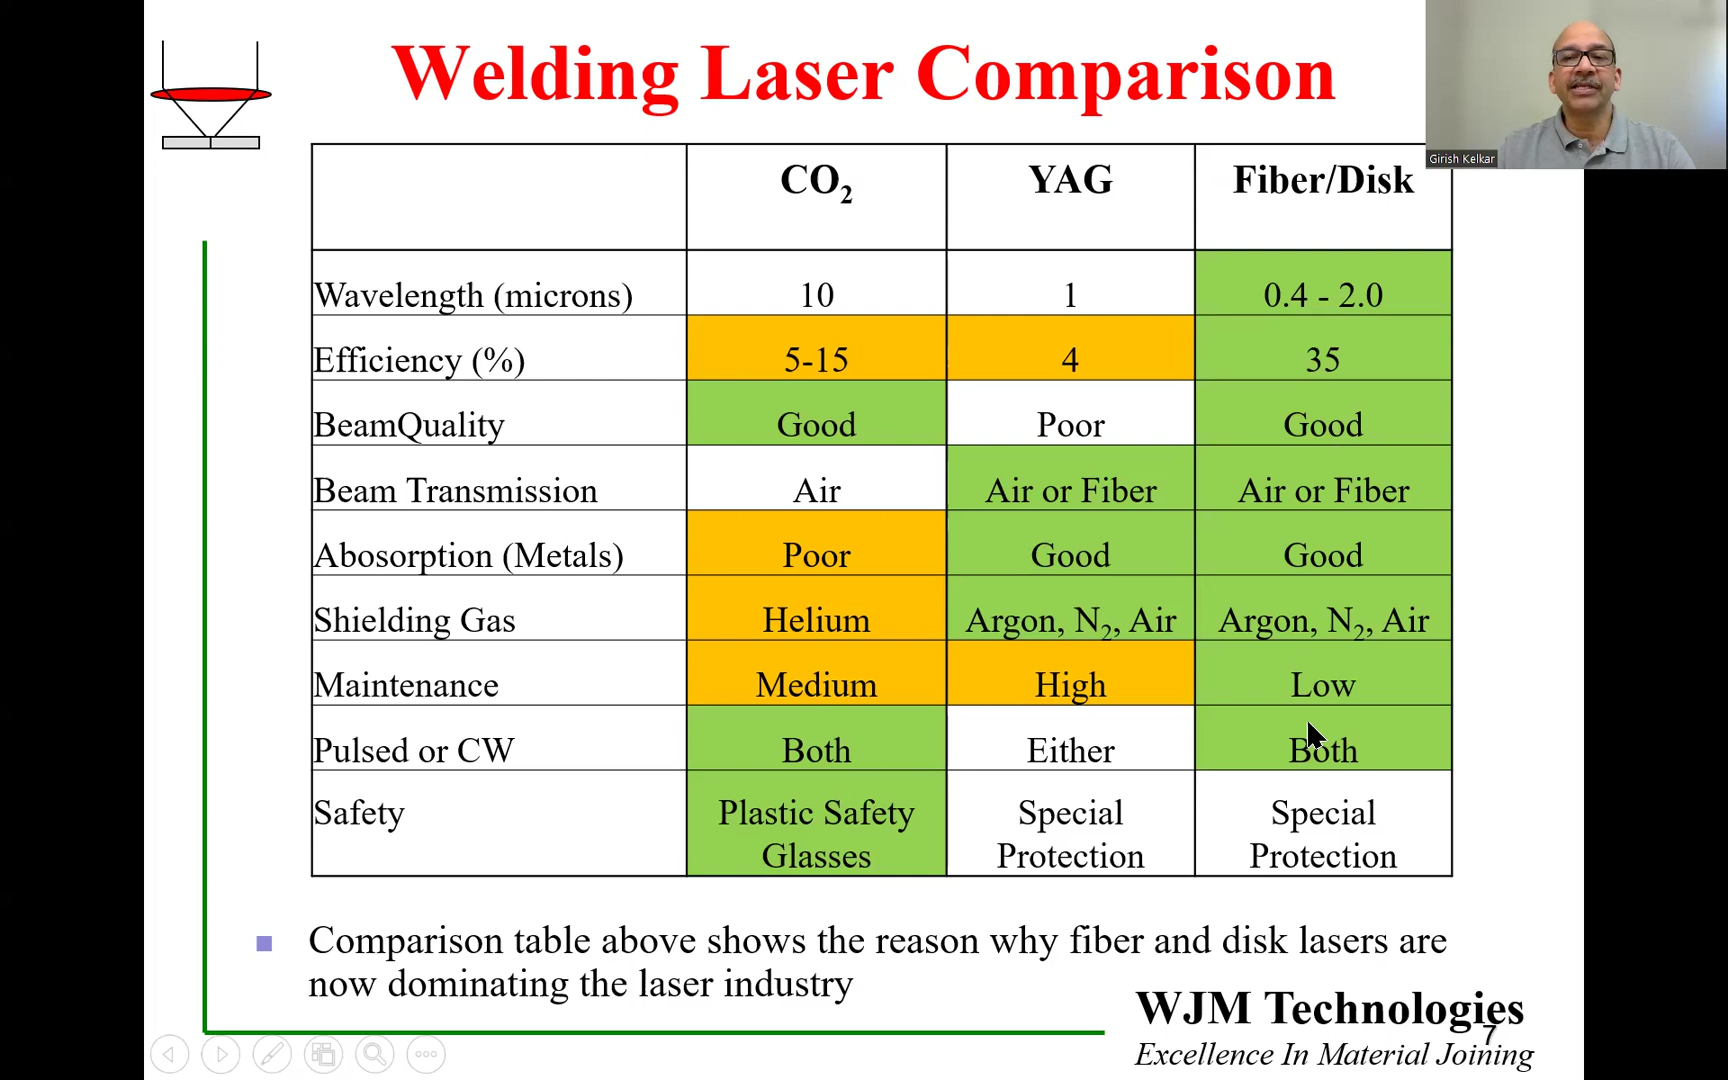 Welding Laser Comparison
Girish Kelkar
CO2 YAG Fiber/Disk
Wavelength (microns) 10 1 0.4 - 2.0
Efficiency (%) 5-15 4 35
BeamQuality Good Poor Good
Beam Transmission Air Air or Fiber Air or Fiber
Abosorption (Metals) Poor Good Good
Shielding Gas Helium Argon, N2, Air Argon, N2, Air
Maintenance Medium High Low
Pulsed or CW Both Either Both
Safety Plastic Safety Special Special
Glasses Protection Protection
Comparison table above shows the reason why fiber and disk lasers are
now dominating the laser industry
WJM Technologies
7
Excellence In Material Joining